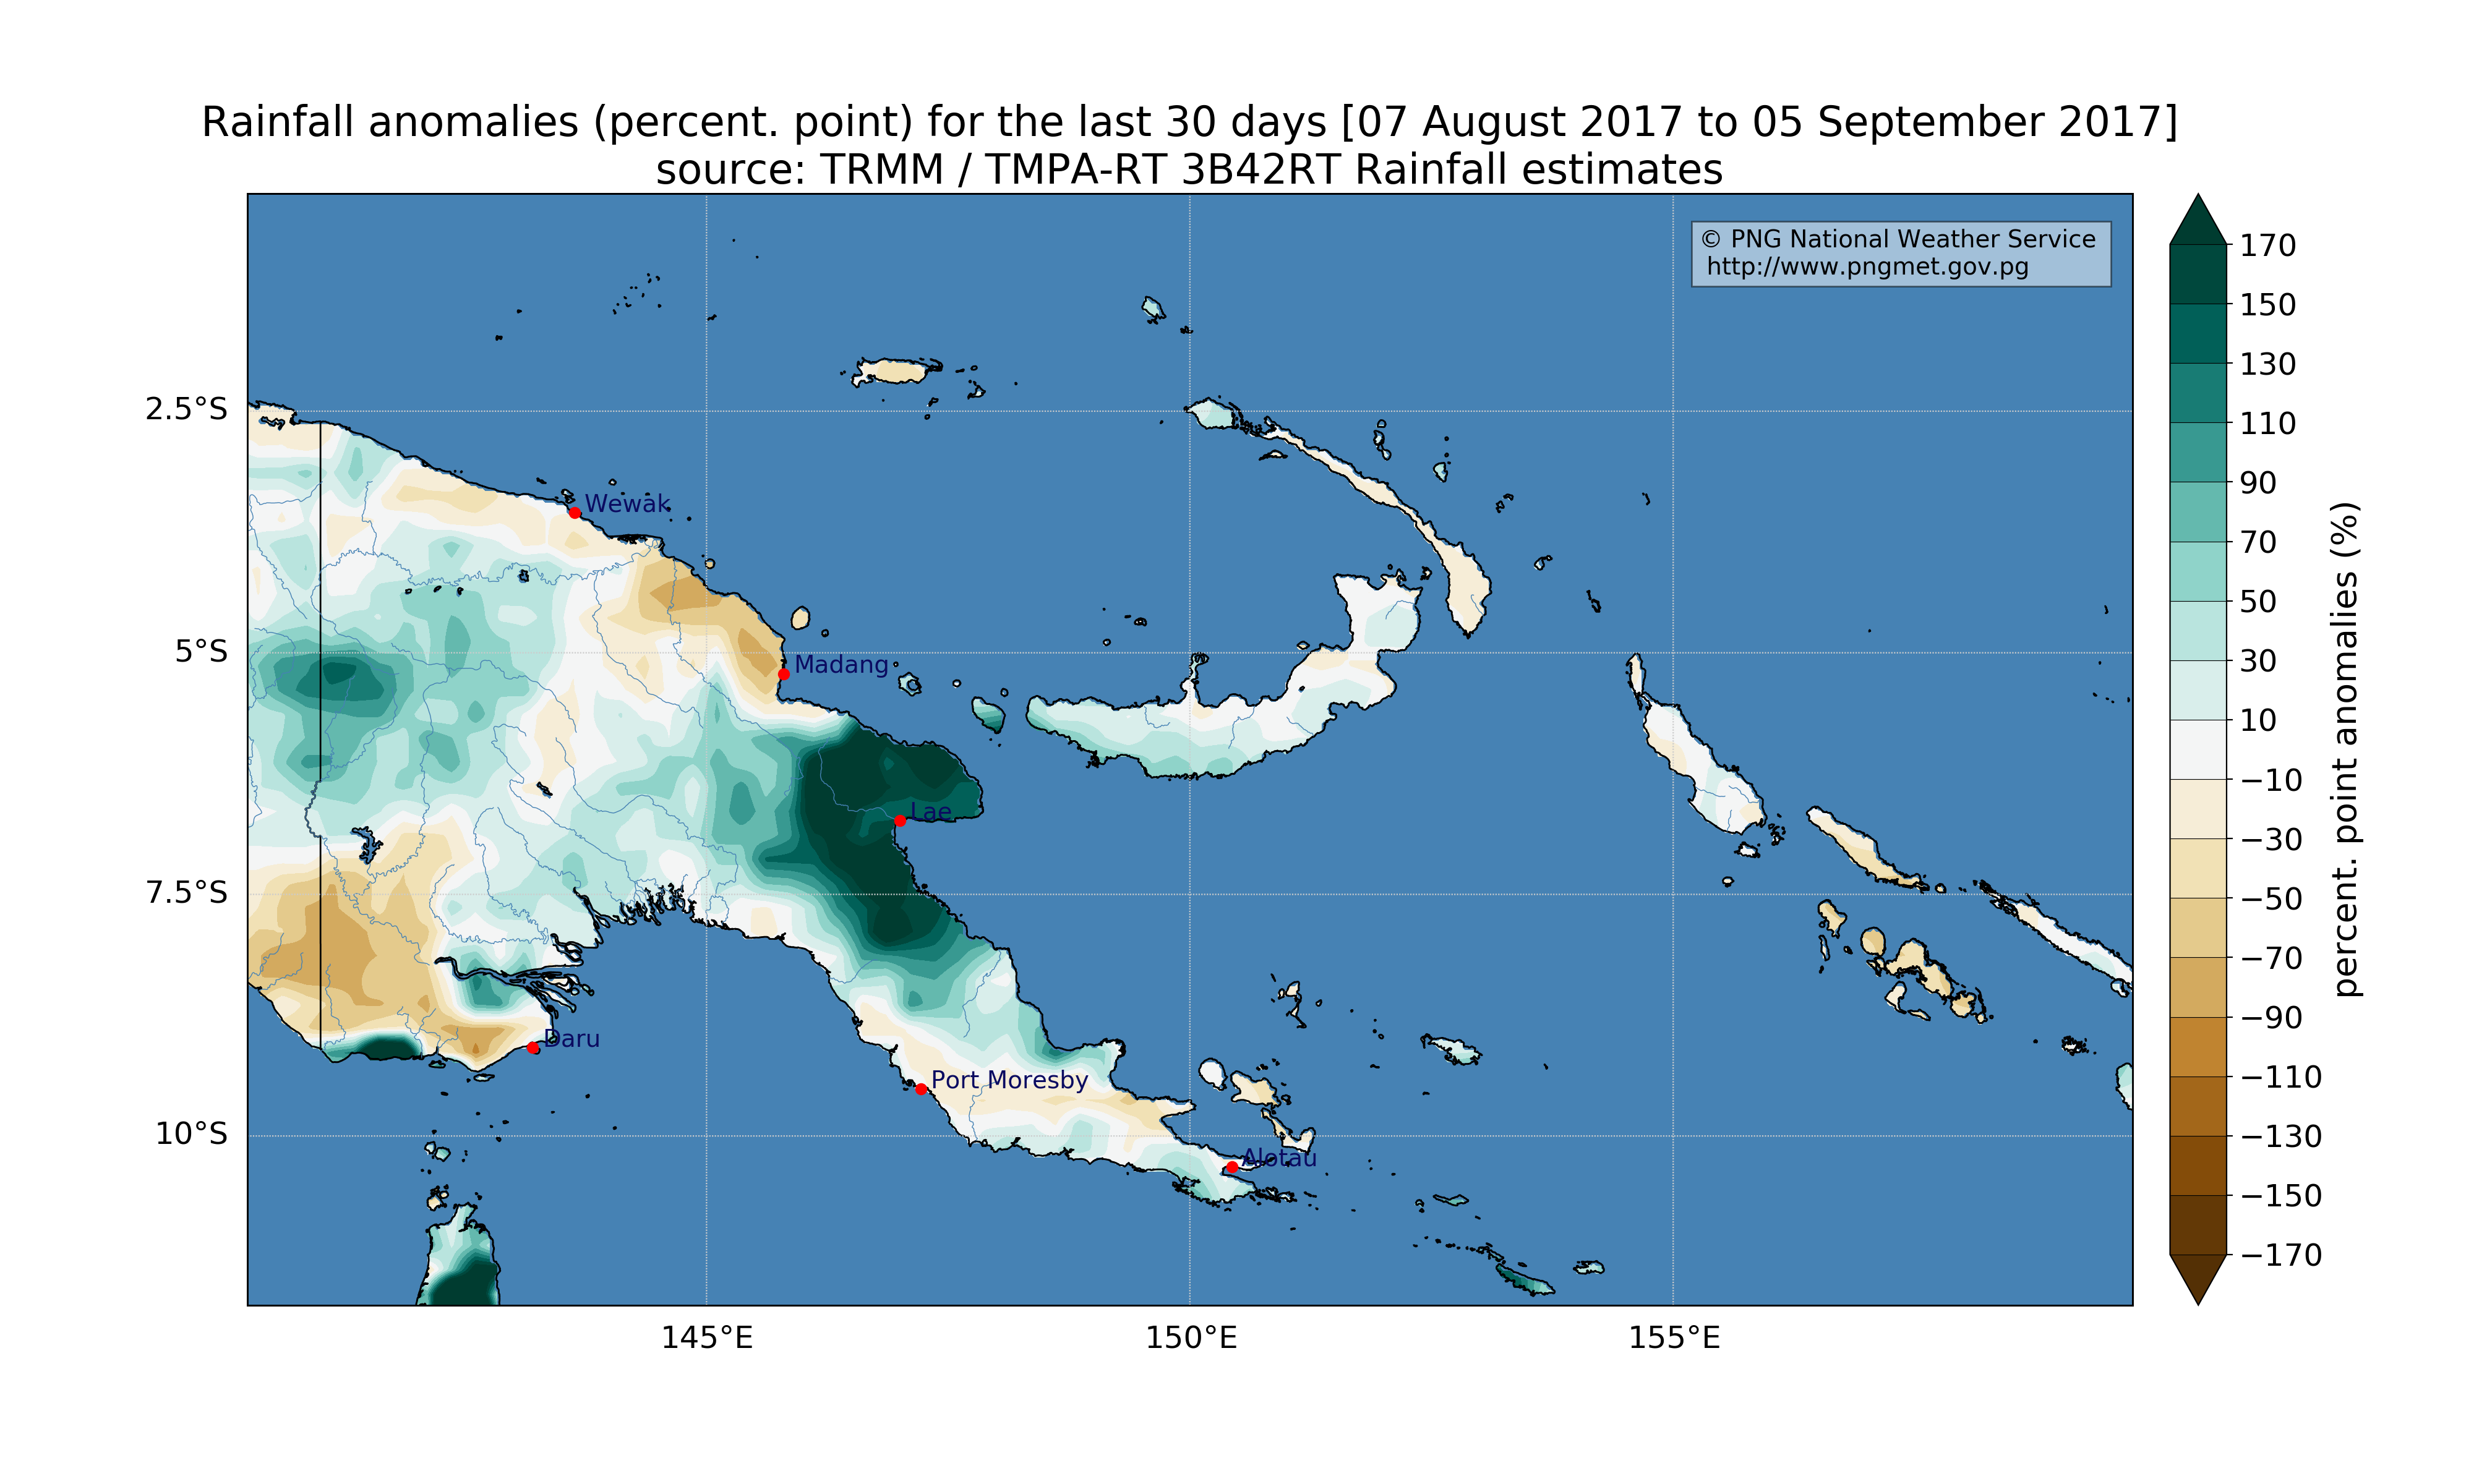 Rainfall anomalies (percent. point) for the last 30 days [07 August 2017 to 05 September 2017]
source: TRMM / TMPA-RT 3B42RT Rainfall estimates
© PNG National Weather Service
http://www.pngmet.gov.pg
2.5°S
5°S
7.5°S
10°S
Wewak
Madang
Lae
Daru
Port Moresby
Alotau
145°E
150°E
155°E
170
150
130
110
90
70
50
30
10
−10
−30
−50
−70
−90
−110
−130
−150
−170
percent. point anomalies (%)